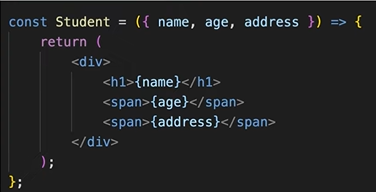 const Student = ({ name, age, address }) => {
    return (
        <div>
            <h1>{name}</h1>
            <span>{age}</span>
            <span>{address}</span>
        </div>
    );
};